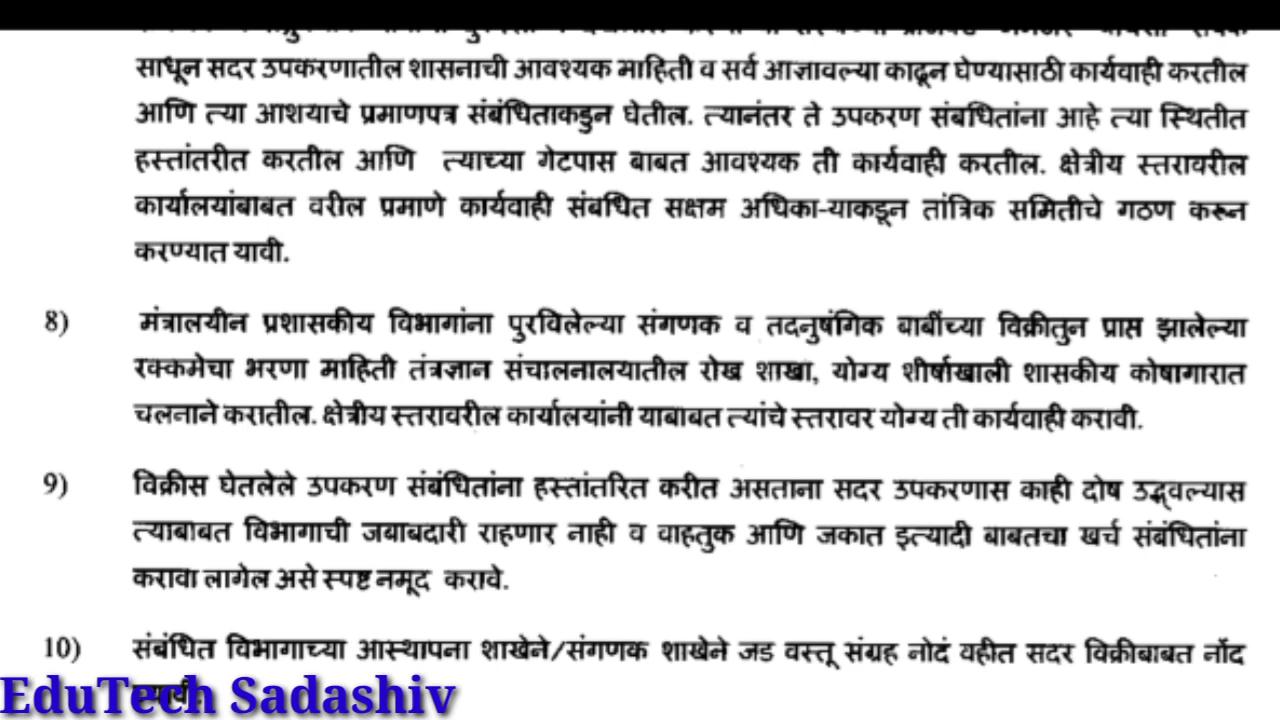 साधून सदर उपकरणातील शासनाची आवश्यक माहिती व सर्व आज्ञावल्या काढून घेण्यासाठी कार्यवाही करतील
आणि त्या आशयाचे प्रमाणपत्र संबंधिताकडुन घेतील. त्यानंतर ते उपकरण संबधितांना आहे त्या स्थितीत
हस्तांतरीत करतील आणि त्याच्या गेटपास बाबत आवश्यक ती कार्यवाही करतील. क्षेत्रीय स्तरावरील
कार्यालयांबाबत वरील प्रमाणे कार्यवाही संबधित सक्षम अधिका-याकडून तांत्रिक समितीचे गठण करून
करण्यात यावी.
8) मंत्रालयीन प्रशासकीय विभागांना पुरविलेल्या संगणक व तदनुषंगिक बाबींच्या विक्रीतुन प्राप्त झालेल्या
रक्कमेचा भरणा माहिती तंत्रज्ञान संचालनालयातील रोख शाखा, योग्य शीर्षाखाली शासकीय कोषागारात
चलनाने करातील. क्षेत्रीय स्तरावरील कार्यालयांनी याबाबत त्यांचे स्तरावर योग्य ती कार्यवाही करावी.
9) विक्रीस घेतलेले उपकरण संबंधितांना हस्तांतरित करीत असताना सदर उपकरणास काही दोष उद्भवल्यास
त्याबाबत विभागाची जबाबदारी राहणार नाही व वाहतुक आणि जकात इत्यादी बाबतचा खर्च संबंधितांना
करावा लागेल असे स्पष्ट नमूद करावे.
10) संबंधित विभागाच्या आस्थापना शाखेने/संगणक शाखेने जड वस्तू संग्रह नोदं वहीत सदर विक्रीबाबत नोंद
EduTech Sadashiv